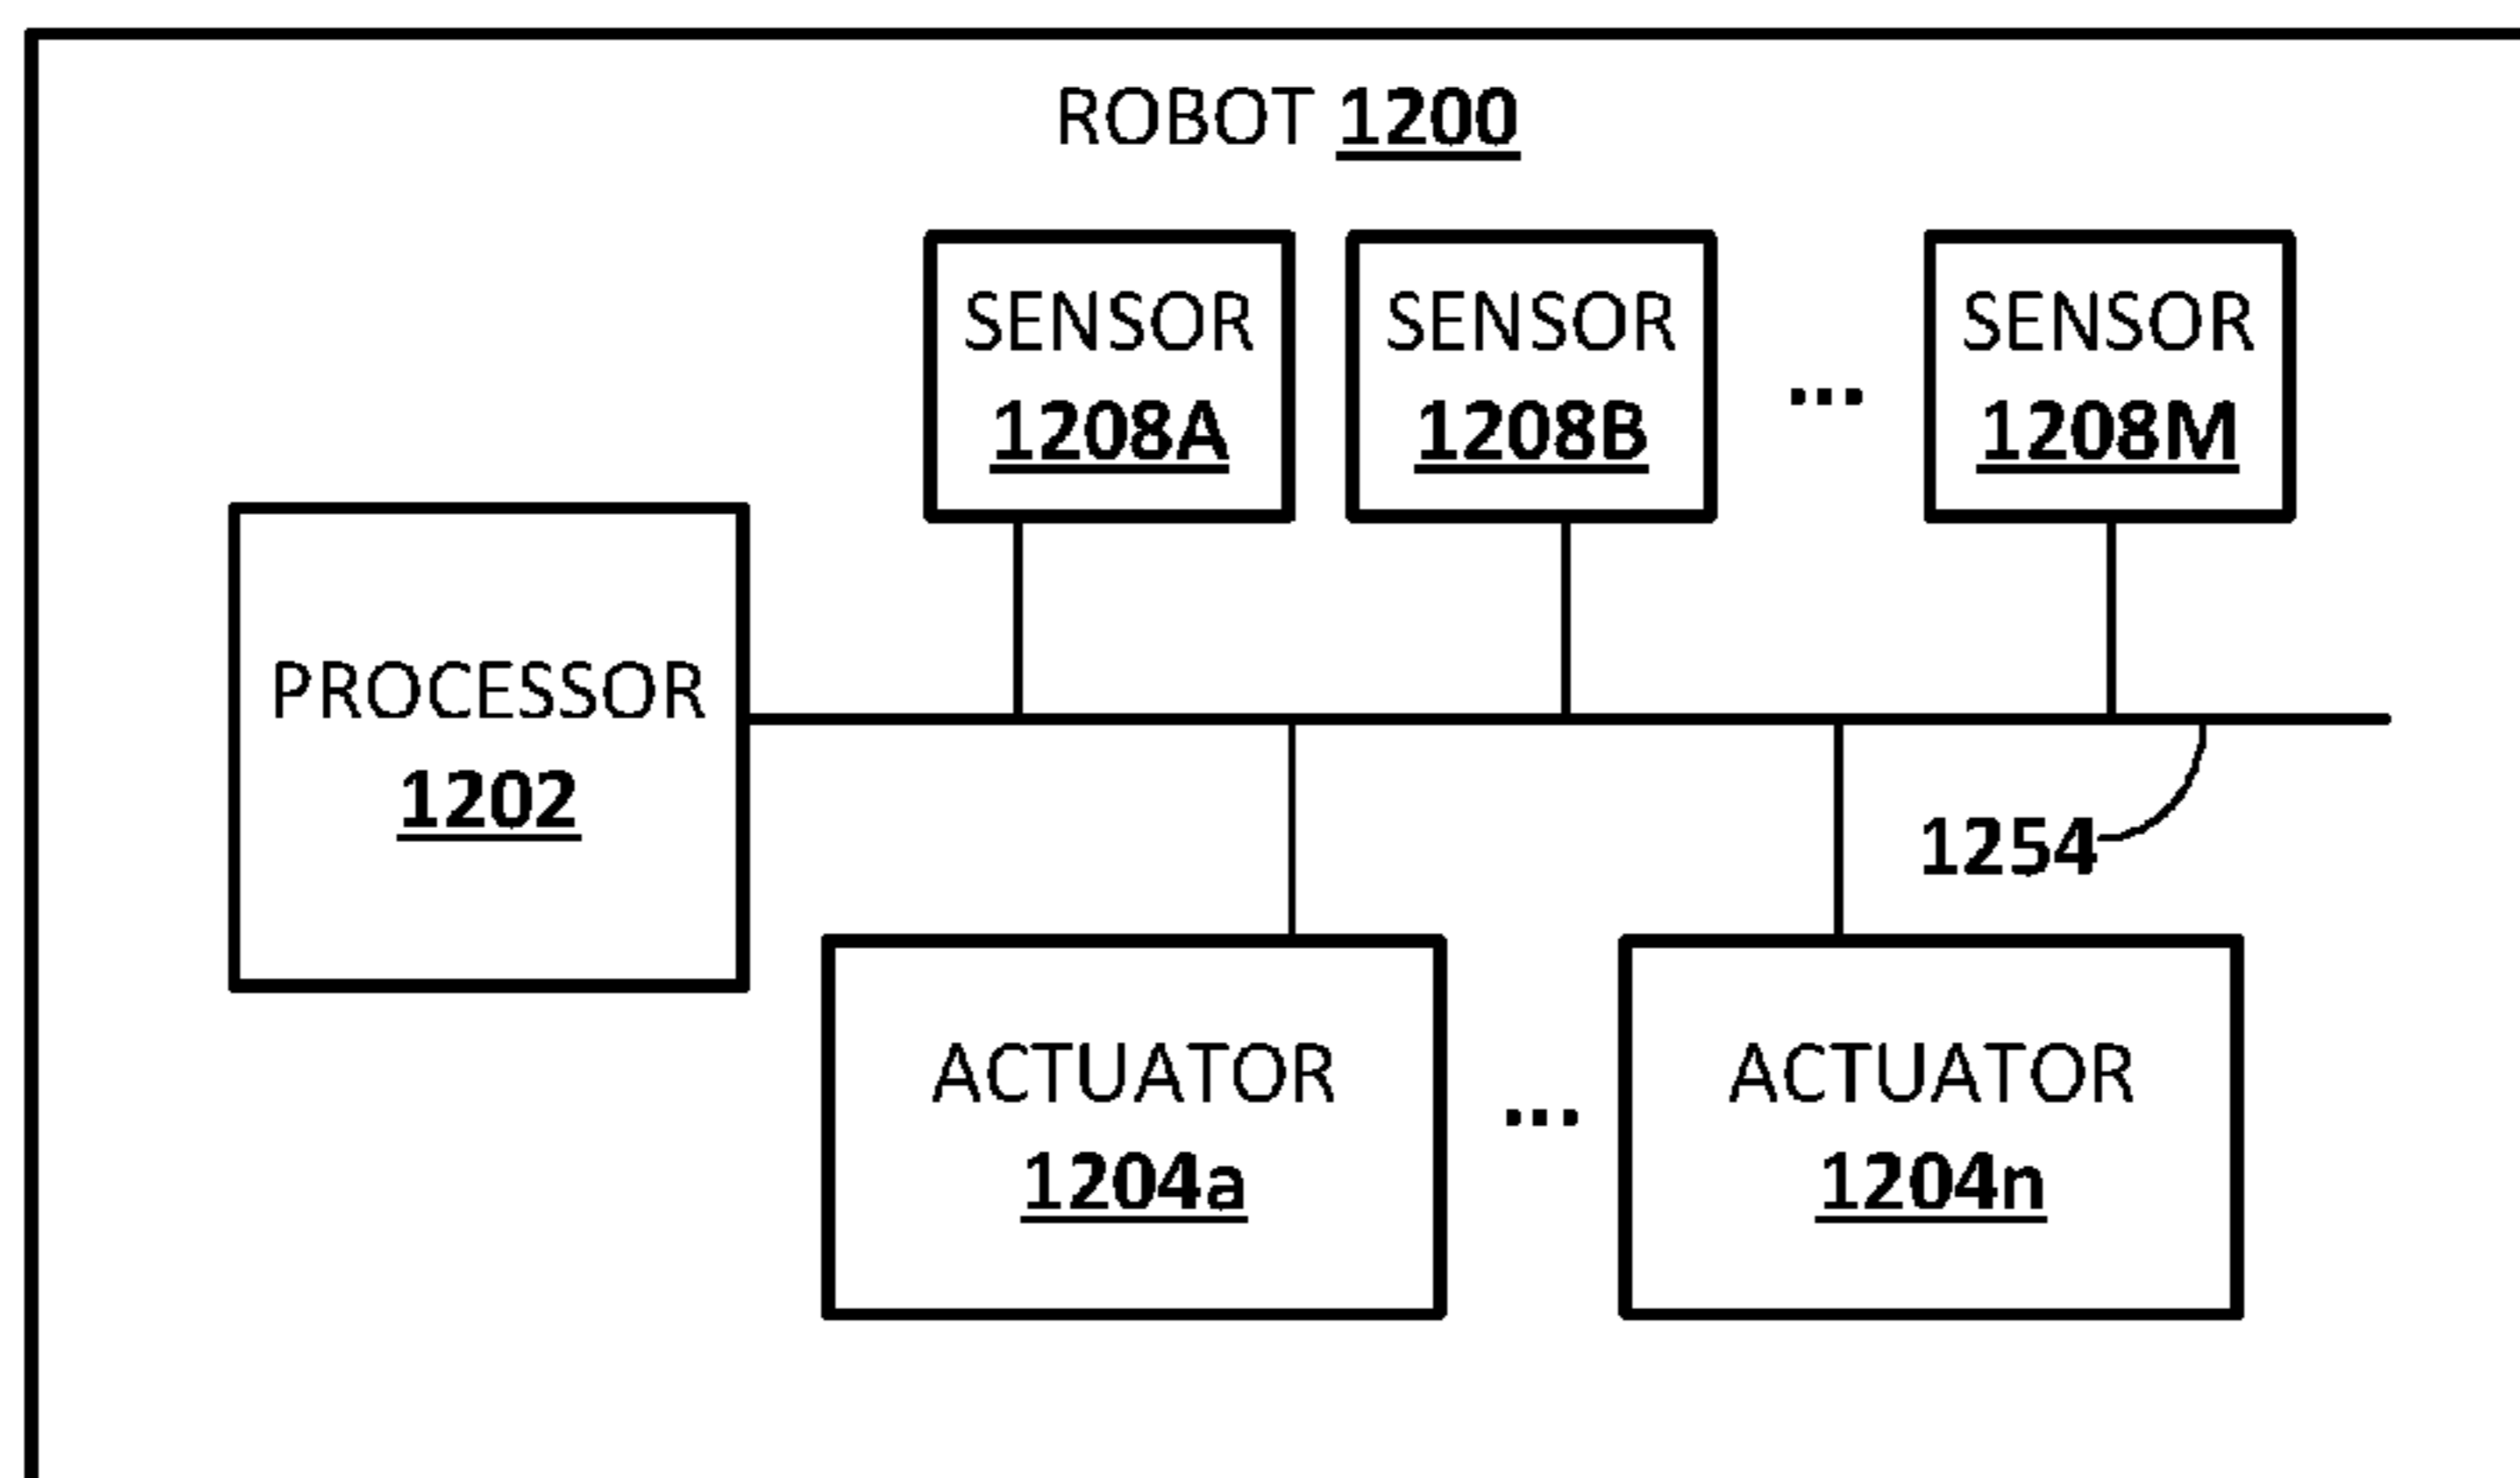 ROBOT 1200
SENSOR
1208A
SENSOR
1208B
...
SENSOR
1208M
PROCESSOR
1202
1254
ACTUATOR
1204a
...
ACTUATOR
1204n